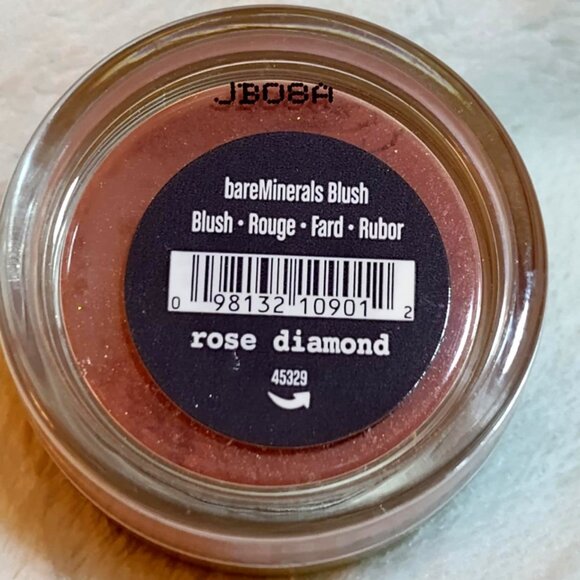 JB08A
bareMinerals Blush
Blush • Rouge • Fard • Rubor
0 98132 10901 2
rose diamond
45329